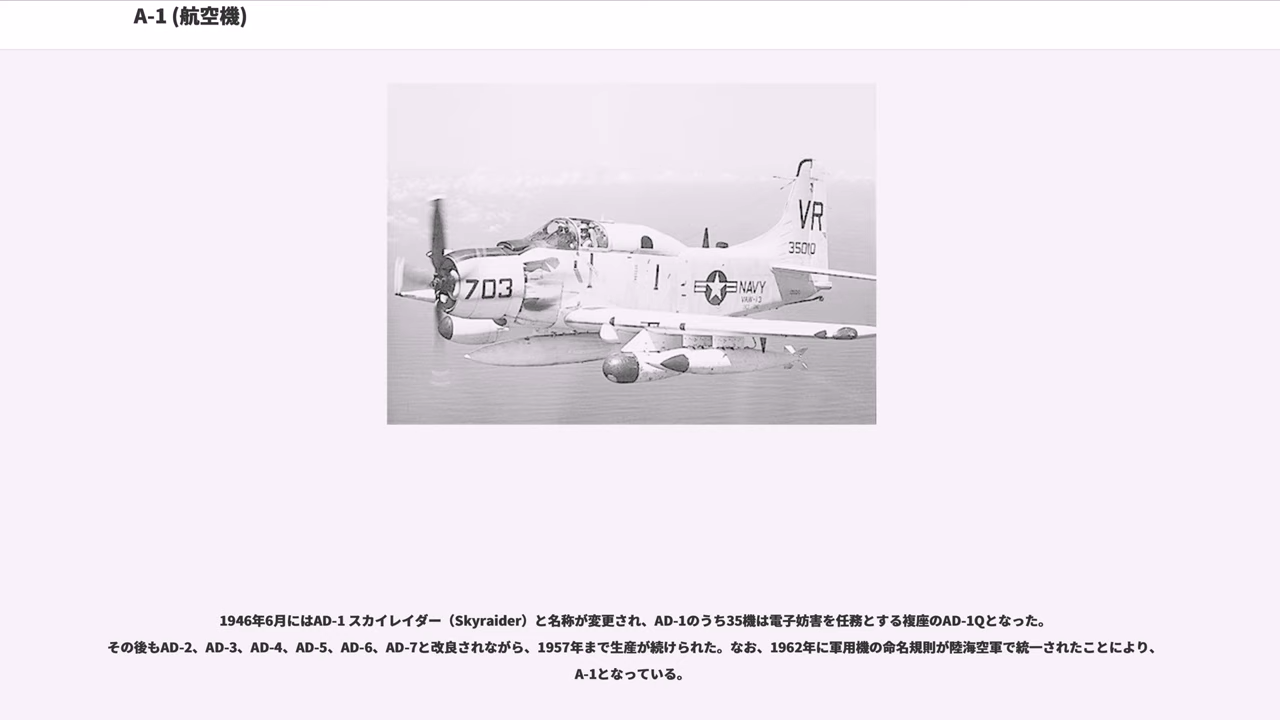 A-1 (航空機)
VR
35010
703
NAVY
VAW-13
1946年6月にはAD-1 スカイレイダー（Skyraider）と名称が変更され、AD-1のうち35機は電子妨害を任務とする複座のAD-1Qとなった。
その後もAD-2、AD-3、AD-4、AD-5、AD-6、AD-7と改良されながら、1957年まで生産が続けられた。なお、1962年に軍用機の命名規則が陸海空軍で統一されたことにより、
A-1となっている。